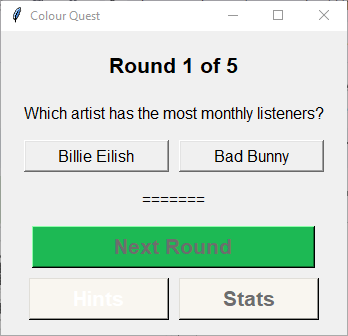 Colour Quest
Round 1 of 5
Which artist has the most monthly listeners?
Billie Eilish Bad Bunny
=======
Next Round
Hints Stats